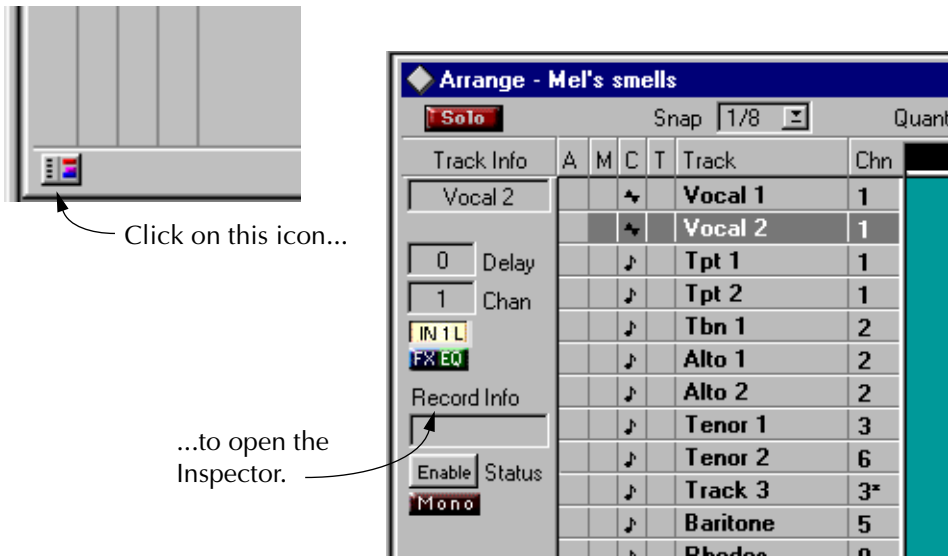 Click on this icon...
...to open the
Inspector.
Arrange - Mel's smells
Solo Snap 1/8 Quant
Track Info A M C T Track Chn
Vocal 2
0 Delay
1 Chan
IN 1 L
FX EQ
Record Info
Enable Status
Mono
Vocal 1 1
Vocal 2 1
Tpt 1 1
Tpt 2 1
Tbn 1 2
Alto 1 2
Alto 2 2
Tenor 1 3
Tenor 2 6
Track 3 3*
Baritone 5